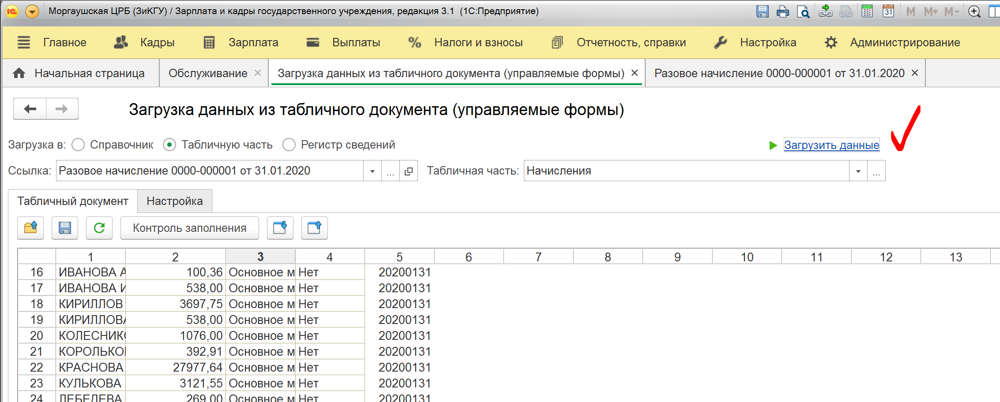 Моргаушская ЦРБ (ЗиКГУ) / Зарплата и кадры государственного учреждения, редакция 3.1 (1С:Предприятие)
31 M M+ M-
Главное Кадры Зарплата Выплаты % Налоги и взносы Отчетность, справки Настройка Администрирование
Начальная страница Обслуживание × Загрузка данных из табличного документа (управляемые формы) × Разовое начисление 0000-000001 от 31.01.2020 ×
Загрузка данных из табличного документа (управляемые формы)
Загрузка в: Справочник Табличную часть Регистр сведений Загрузить данные
Ссылка: Разовое начисление 0000-000001 от 31.01.2020 ... Табличная часть: Начисления ...
Табличный документ Настройка
Контроль заполнения
1 2 3 4 5 6 7 8 9 10 11 12 13
16 ИВАНОВА А 100,36 Основное м Нет 20200131
17 ИВАНОВА И 538,00 Основное м Нет 20200131
18 КИРИЛЛОВ 3697,75 Основное м Нет 20200131
19 КИРИЛЛОВА 538,00 Основное м Нет 20200131
20 КОЛЕСНИКО 1076,00 Основное м Нет 20200131
21 КОРОЛЬКОВ 392,91 Основное м Нет 20200131
22 КРАСНОВА 27977,64 Основное м Нет 20200131
23 КУЛЬКОВА 3121,55 Основное м Нет 20200131
24 ЛЕБЕДЕВА 269,00 Основное м Нет 20200131